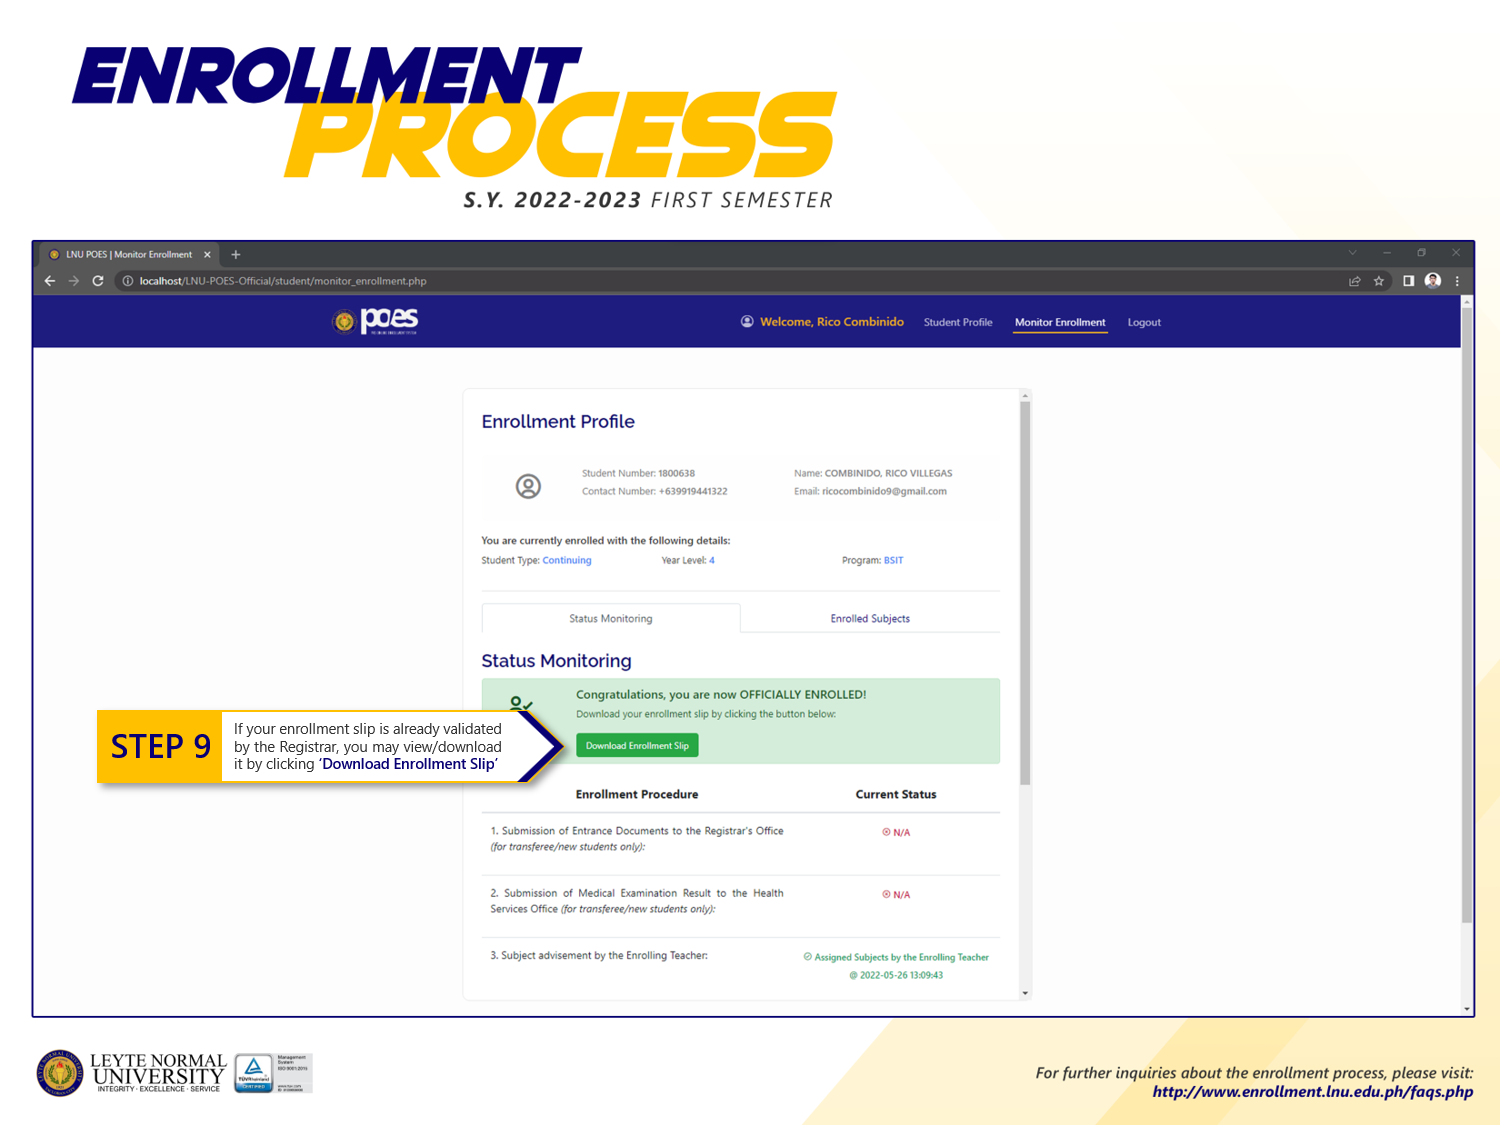 ENROLLMENT
PROCESS
S.Y. 2022-2023 FIRST SEMESTER
LNU POES | Monitor Enrollment
localhost/LNU-POES-Official/student/monitor_enrollment.php
poes
Welcome, Rico Combinido
Student Profile
Monitor Enrollment
Logout
Enrollment Profile
Student Number: 1800638
Name: COMBINIDO, RICO VILLEGAS
Contact Number: +639919441322
Email: ricocombinido9@gmail.com
You are currently enrolled with the following details:
Student Type: Continuing
Year Level: 4
Program: BSIT
Status Monitoring
Enrolled Subjects
Status Monitoring
Congratulations, you are now OFFICIALLY ENROLLED!
Download your enrollment slip by clicking the button below:
Download Enrollment Slip
STEP 9
If your enrollment slip is already validated
by the Registrar, you may view/download
it by clicking ‘Download Enrollment Slip’
Enrollment Procedure
Current Status
1. Submission of Entrance Documents to the Registrar's Office
(for transferee/new students only):
N/A
2. Submission of Medical Examination Result to the Health
Services Office (for transferee/new students only):
N/A
3. Subject advisement by the Enrolling Teacher:
Assigned Subjects by the Enrolling Teacher
@ 2022-05-26 13:09:43
LEYTE NORMAL
UNIVERSITY
INTEGRITY · EXCELLENCE · SERVICE
TÜVRheinland
CERTIFIED
Management
System
ISO 9001:2015
For further inquiries about the enrollment process, please visit:
http://www.enrollment.lnu.edu.ph/faqs.php